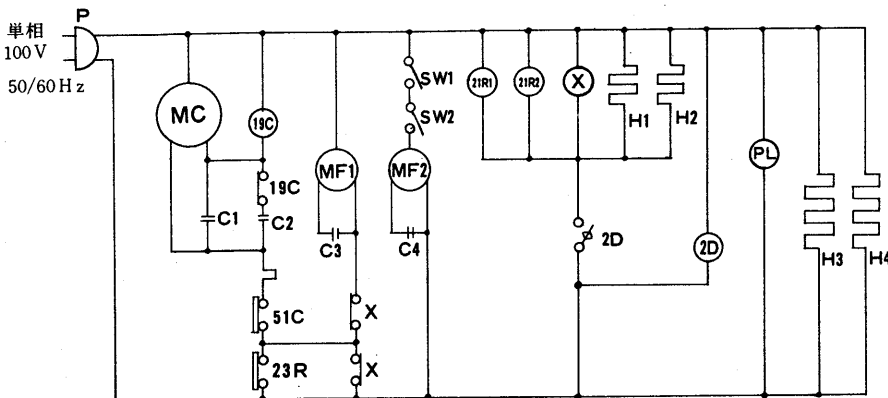 P
単相
100V
50/60Hz
MC
19C
19C
C1
C2
51C
23R
MF1
C3
X
X
SW1
SW2
MF2
C4
21R1
21R2
X
H1
H2
2D
2D
PL
H3
H4